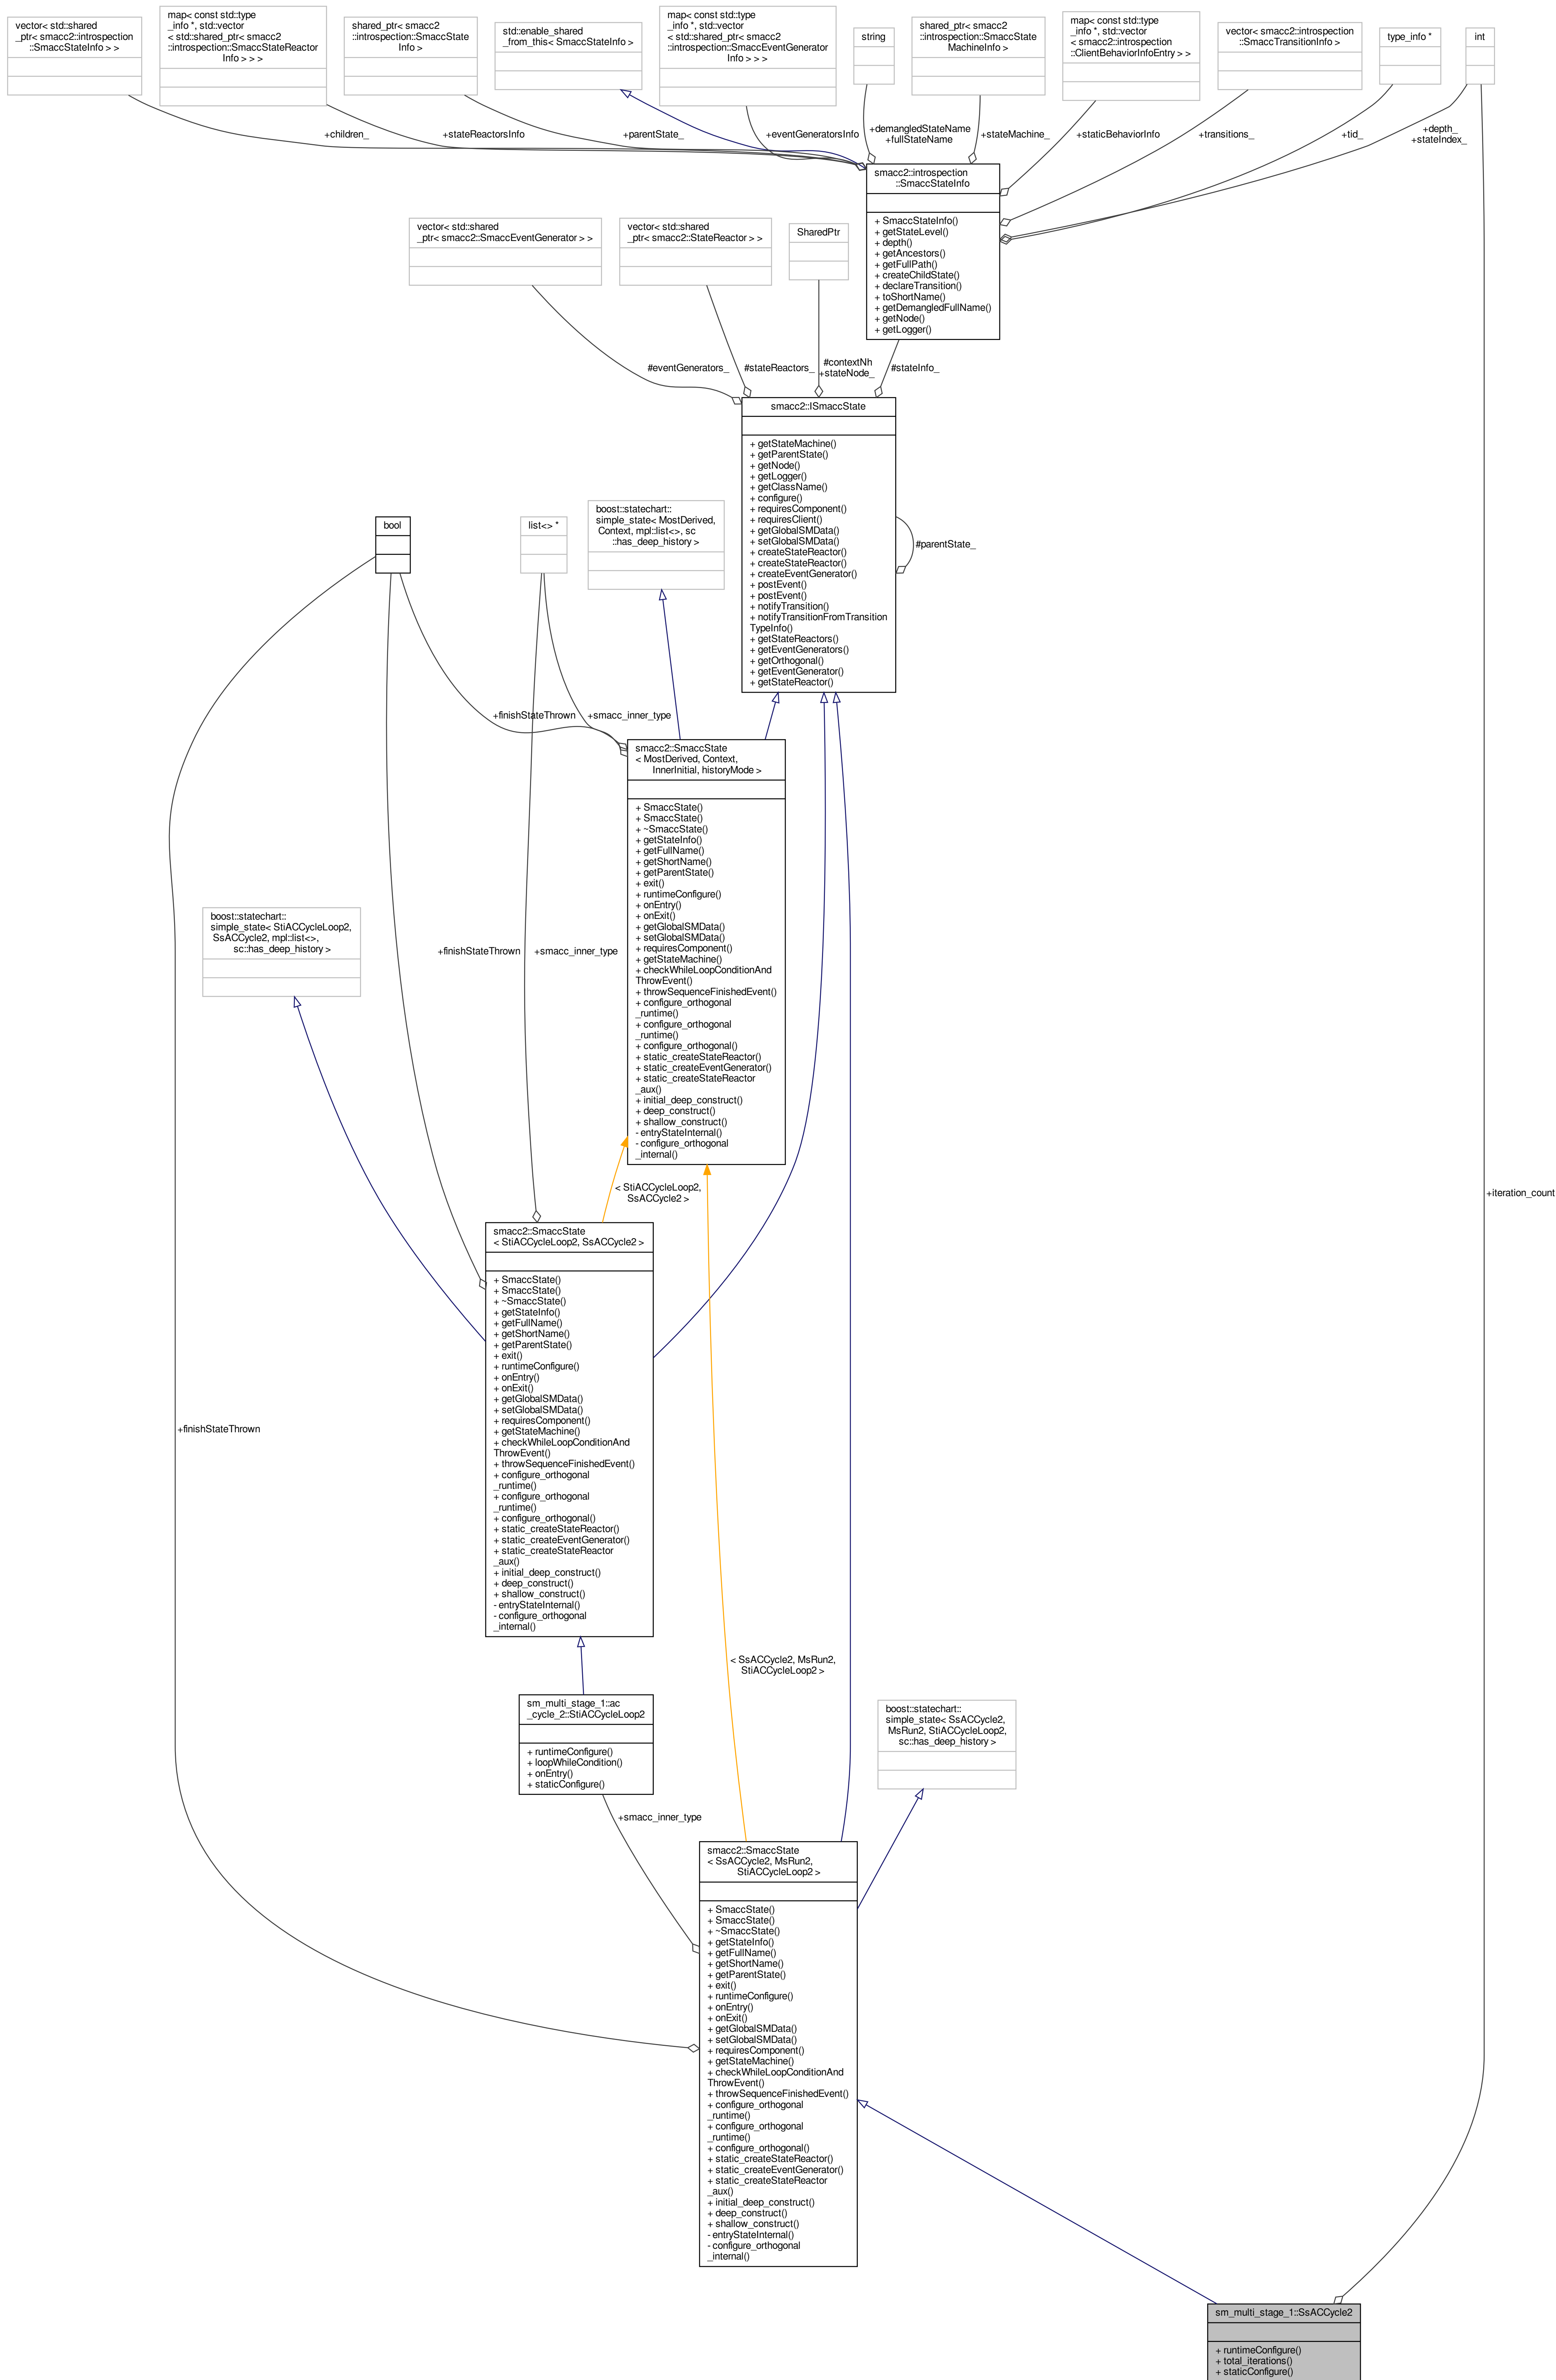 vector< std::shared
_ptr< smacc2::introspection
::SmaccStateInfo > >
map< const std::type
_info *, std::vector
< std::shared_ptr< smacc2
::introspection::SmaccStateReactor
Info > > >
shared_ptr< smacc2
::introspection::SmaccState
Info >
std::enable_shared
_from_this< SmaccStateInfo >
map< const std::type
_info *, std::vector
< std::shared_ptr< smacc2
::introspection::SmaccEventGenerator
Info > > >
string
shared_ptr< smacc2
::introspection::SmaccState
MachineInfo >
map< const std::type
_info *, std::vector
< smacc2::introspection
::ClientBehaviorInfoEntry > >
vector< smacc2::introspection
::SmaccTransitionInfo >
type_info *
int
+children_
+stateReactorsInfo
+parentState_
+eventGeneratorsInfo
+demangledStateName
+fullStateName
+stateMachine_
+staticBehaviorInfo
+transitions_
+tid_
+depth_
+stateIndex_
smacc2::introspection
::SmaccStateInfo
+ SmaccStateInfo()
+ getStateLevel()
+ depth()
+ getAncestors()
+ getFullPath()
+ createChildState()
+ declareTransition()
+ toShortName()
+ getDemangledFullName()
+ getNode()
+ getLogger()
vector< std::shared
_ptr< smacc2::SmaccEventGenerator > >
vector< std::shared
_ptr< smacc2::StateReactor > >
SharedPtr
#eventGenerators_
#stateReactors_
#contextNh
+stateNode_
#stateInfo_
smacc2::ISmaccState
+ getStateMachine()
+ getParentState()
+ getNode()
+ getLogger()
+ getClassName()
+ configure()
+ requiresComponent()
+ requiresClient()
+ getGlobalSMData()
+ setGlobalSMData()
+ createStateReactor()
+ createStateReactor()
+ createEventGenerator()
+ postEvent()
+ postEvent()
+ notifyTransition()
+ notifyTransitionFromTransition
TypeInfo()
+ getStateReactors()
+ getEventGenerators()
+ getOrthogonal()
+ getEventGenerator()
+ getStateReactor()
#parentState_
bool
list<> *
boost::statechart::
simple_state< MostDerived,
Context, mpl::list<>, sc
::has_deep_history >
+finishStateThrown
+smacc_inner_type
smacc2::SmaccState
< MostDerived, Context,
InnerInitial, historyMode >
+ SmaccState()
+ SmaccState()
+ ~SmaccState()
+ getStateInfo()
+ getFullName()
+ getShortName()
+ getParentState()
+ exit()
+ runtimeConfigure()
+ onEntry()
+ onExit()
+ getGlobalSMData()
+ setGlobalSMData()
+ requiresComponent()
+ getStateMachine()
+ checkWhileLoopConditionAnd
ThrowEvent()
+ throwSequenceFinishedEvent()
+ configure_orthogonal
_runtime()
+ configure_orthogonal
_runtime()
+ configure_orthogonal()
+ static_createStateReactor()
+ static_createEventGenerator()
+ static_createStateReactor
_aux()
+ initial_deep_construct()
+ deep_construct()
+ shallow_construct()
- entryStateInternal()
- configure_orthogonal
_internal()
boost::statechart::
simple_state< StiACCycleLoop2,
SsACCycle2, mpl::list<>,
sc::has_deep_history >
+finishStateThrown
+smacc_inner_type
< StiACCycleLoop2,
SsACCycle2 >
+iteration_count
smacc2::SmaccState
< StiACCycleLoop2, SsACCycle2 >
+ SmaccState()
+ SmaccState()
+ ~SmaccState()
+ getStateInfo()
+ getFullName()
+ getShortName()
+ getParentState()
+ exit()
+ runtimeConfigure()
+ onEntry()
+ onExit()
+ getGlobalSMData()
+ setGlobalSMData()
+ requiresComponent()
+ getStateMachine()
+ checkWhileLoopConditionAnd
ThrowEvent()
+ throwSequenceFinishedEvent()
+ configure_orthogonal
_runtime()
+ configure_orthogonal
_runtime()
+ configure_orthogonal()
+ static_createStateReactor()
+ static_createEventGenerator()
+ static_createStateReactor
_aux()
+ initial_deep_construct()
+ deep_construct()
+ shallow_construct()
- entryStateInternal()
- configure_orthogonal
_internal()
+finishStateThrown
< SsACCycle2, MsRun2,
StiACCycleLoop2 >
sm_multi_stage_1::ac
_cycle_2::StiACCycleLoop2
+ runtimeConfigure()
+ loopWhileCondition()
+ onEntry()
+ staticConfigure()
boost::statechart::
simple_state< SsACCycle2,
MsRun2, StiACCycleLoop2,
sc::has_deep_history >
+smacc_inner_type
smacc2::SmaccState
< SsACCycle2, MsRun2,
StiACCycleLoop2 >
+ SmaccState()
+ SmaccState()
+ ~SmaccState()
+ getStateInfo()
+ getFullName()
+ getShortName()
+ getParentState()
+ exit()
+ runtimeConfigure()
+ onEntry()
+ onExit()
+ getGlobalSMData()
+ setGlobalSMData()
+ requiresComponent()
+ getStateMachine()
+ checkWhileLoopConditionAnd
ThrowEvent()
+ throwSequenceFinishedEvent()
+ configure_orthogonal
_runtime()
+ configure_orthogonal
_runtime()
+ configure_orthogonal()
+ static_createStateReactor()
+ static_createEventGenerator()
+ static_createStateReactor
_aux()
+ initial_deep_construct()
+ deep_construct()
+ shallow_construct()
- entryStateInternal()
- configure_orthogonal
_internal()
sm_multi_stage_1::SsACCycle2
+ runtimeConfigure()
+ total_iterations()
+ staticConfigure()